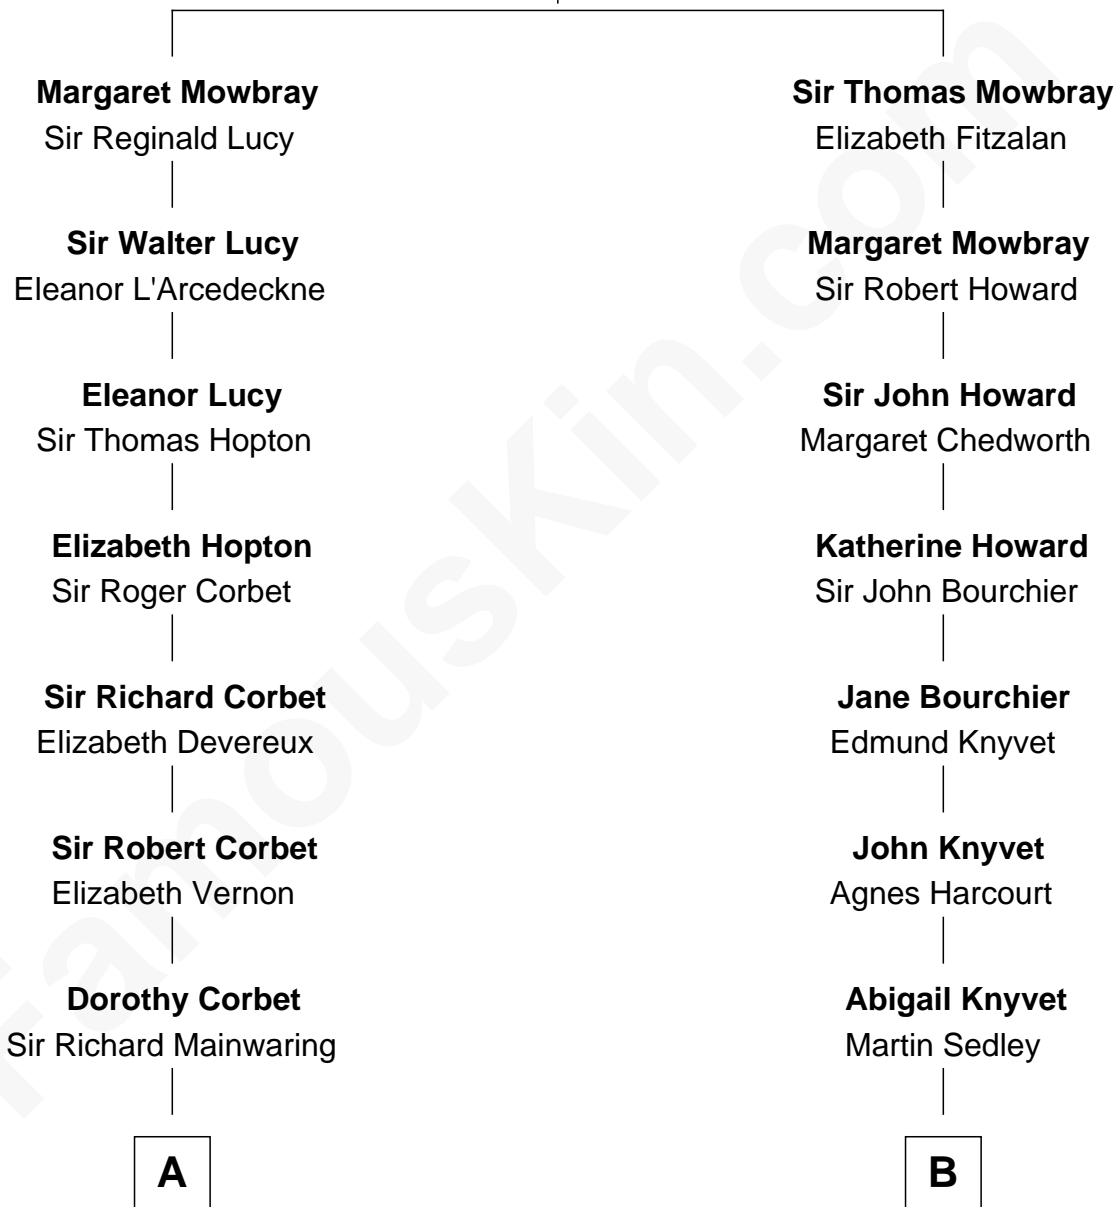 Margaret Mowbray
Sir Reginald Lucy
Sir Walter Lucy
Eleanor L'Arcedeckne
Eleanor Lucy
Sir Thomas Hopton
Elizabeth Hopton
Sir Roger Corbet
Sir Richard Corbet
Elizabeth Devereux
Sir Robert Corbet
Elizabeth Vernon
Dorothy Corbet
Sir Richard Mainwaring
A
Sir Thomas Mowbray
Elizabeth Fitzalan
Margaret Mowbray
Sir Robert Howard
Sir John Howard
Margaret Chedworth
Katherine Howard
Sir John Bourchier
Jane Bourchier
Edmund Knyvet
John Knyvet
Agnes Harcourt
Abigail Knyvet
Martin Sedley
B
FamousKin.com